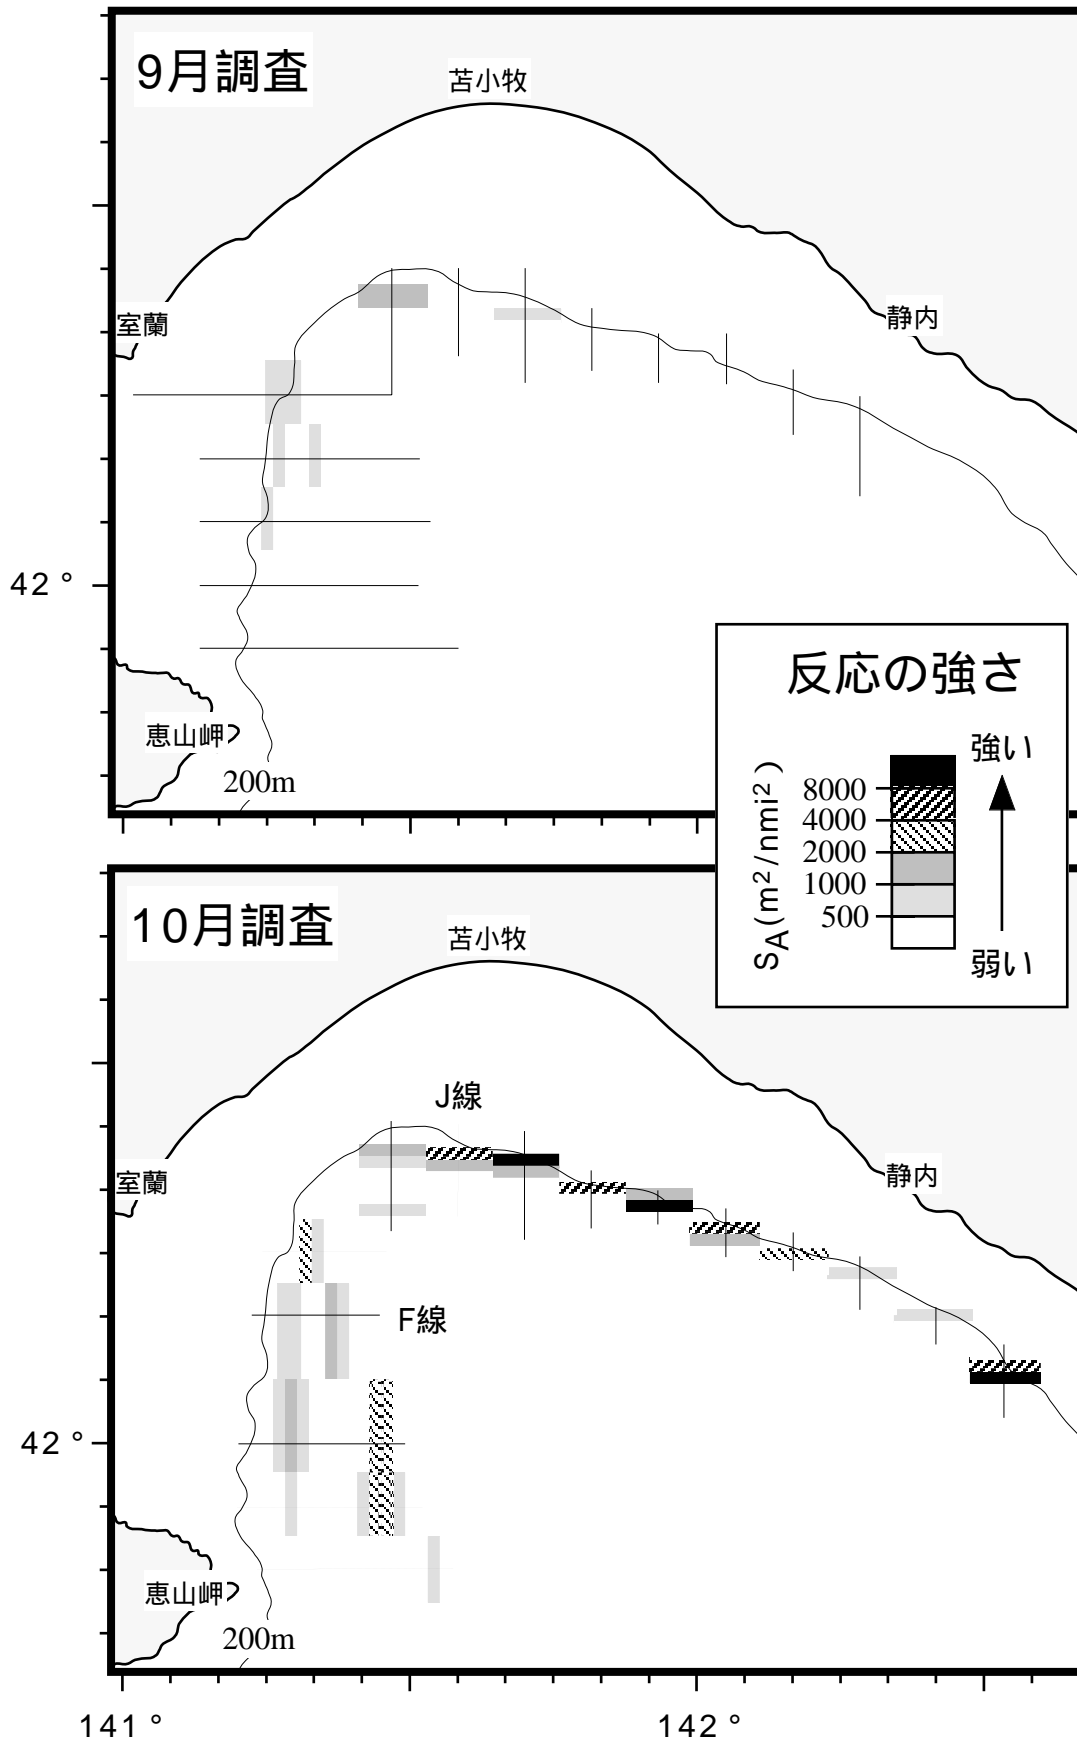 9月調査
苫小牧
室蘭
静内
42°
恵山岬
200m
反応の強さ
強い
8000
4000
2000
1000
500
SA(m²/nmi²)
弱い
10月調査
苫小牧
J線
室蘭
静内
F線
42°
恵山岬
200m
141°
142°